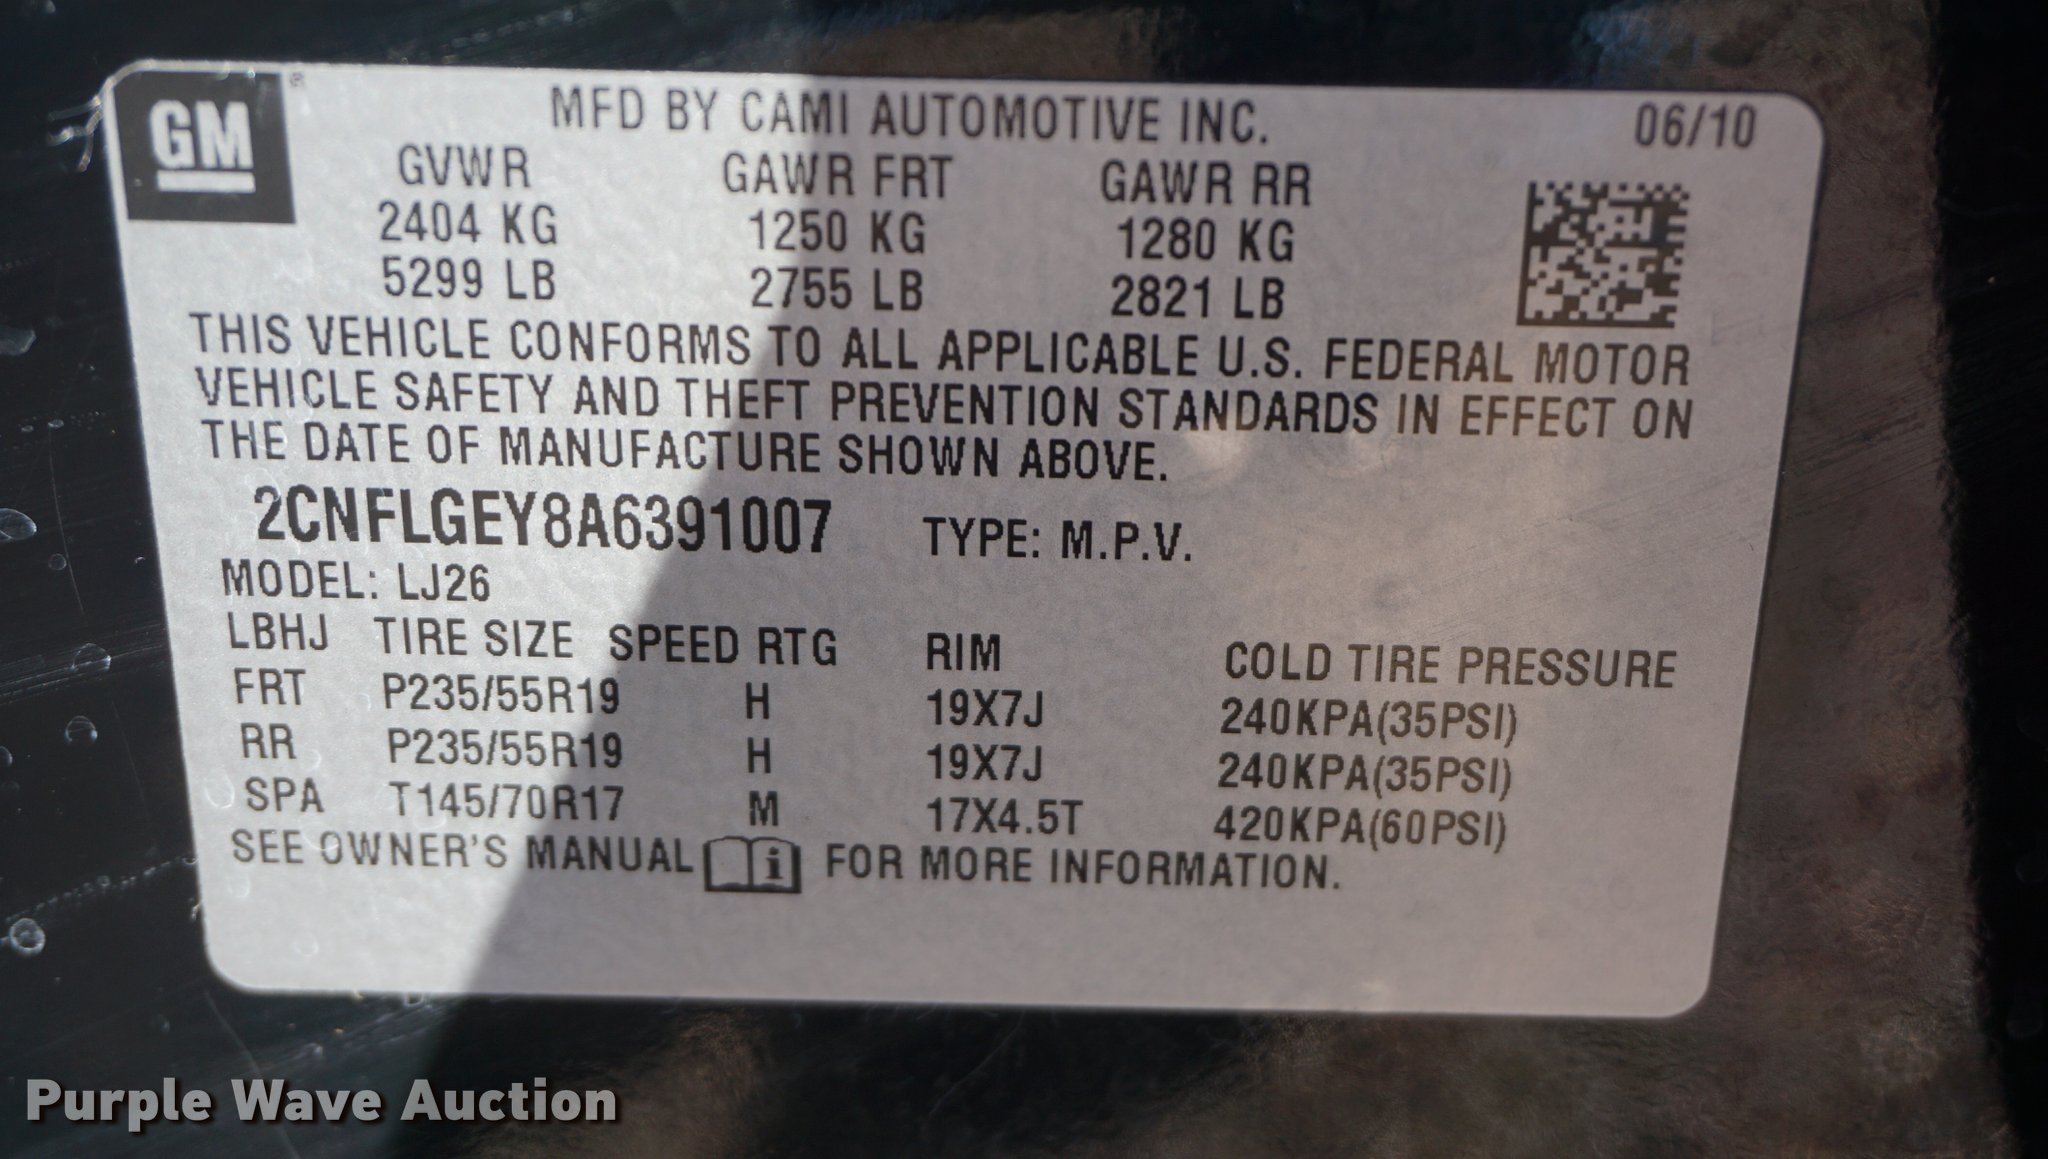 GM
MFD BY CAMI AUTOMOTIVE INC. 06/10
GVWR GAWR FRT GAWR RR
2404 KG 1250 KG 1280 KG
5299 LB 2755 LB 2821 LB
THIS VEHICLE CONFORMS TO ALL APPLICABLE U.S. FEDERAL MOTOR
VEHICLE SAFETY AND THEFT PREVENTION STANDARDS IN EFFECT ON
THE DATE OF MANUFACTURE SHOWN ABOVE.
2CNFLGEY8A6391007 TYPE: M.P.V.
MODEL: LJ26
LBHJ TIRE SIZE SPEED RTG RIM COLD TIRE PRESSURE
FRT P235/55R19 H 19X7J 240KPA(35PSI)
RR P235/55R19 H 19X7J 240KPA(35PSI)
SPA T145/70R17 M 17X4.5T 420KPA(60PSI)
SEE OWNER'S MANUAL i FOR MORE INFORMATION.
Purple Wave Auction